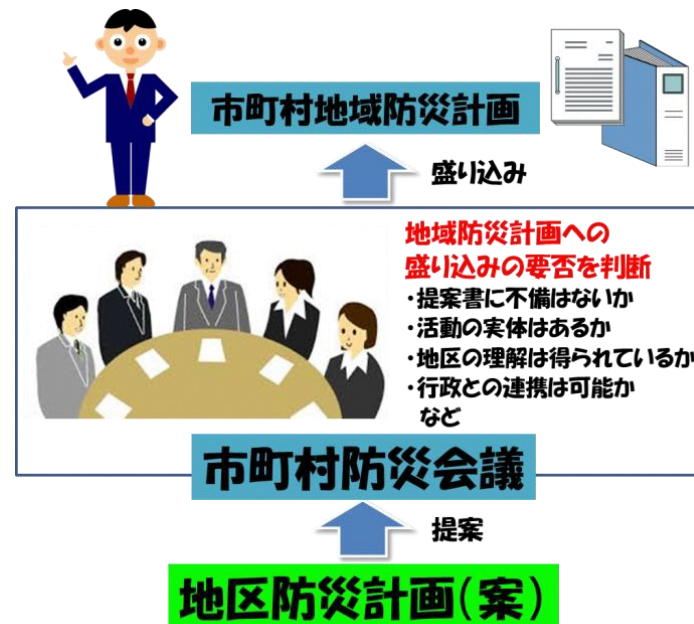 市町村地域防災計画
盛り込み
地域防災計画への
盛り込みの要否を判断
・提案書に不備はないか
・活動の実体はあるか
・地区の理解は得られているか
・行政との連携は可能か
など
市町村防災会議
提案
地区防災計画(案)